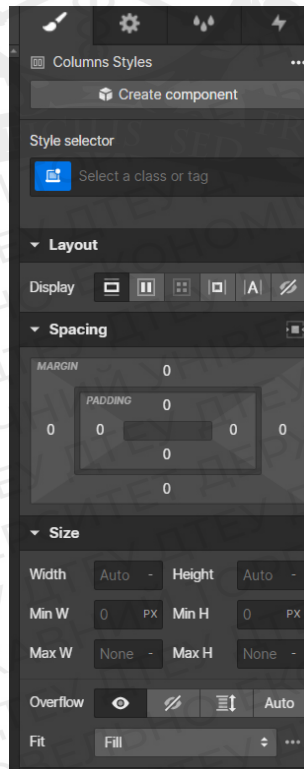 Columns Styles
Create component
Style selector
Select a class or tag
Layout
Display
A
Spacing
MARGIN
0
PADDING
0
0 0 0 0
0
0
Size
Width Auto - Height Auto -
Min W 0 PX Min H 0 PX
Max W None - Max H None -
Overflow Auto
Fit Fill